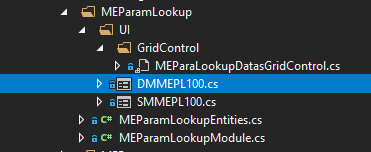 MEParamLookup
UI
GridControl
MEParaLookupDatasGridControl.cs
DMMEPL100.cs
SMMEPL100.cs
C# MEParamLookupEntities.cs
C# MEParamLookupModule.cs